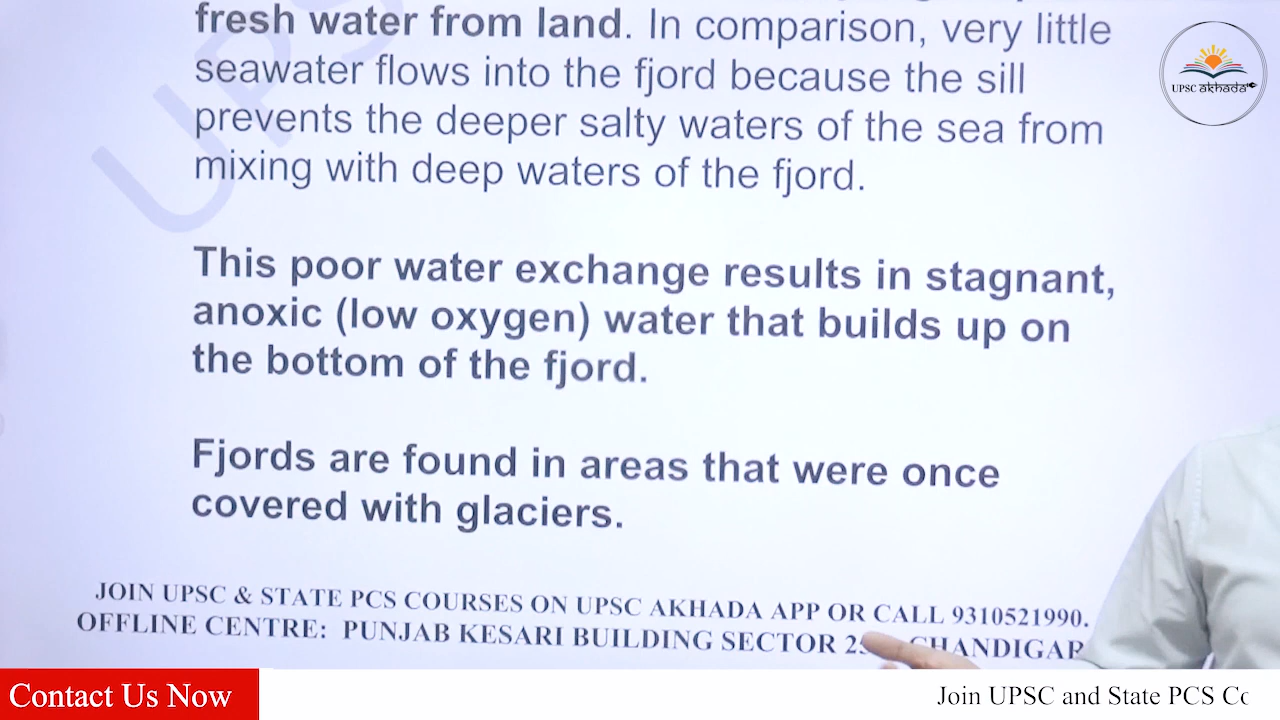 fresh water from land. In comparison, very little
seawater flows into the fjord because the sill
prevents the deeper salty waters of the sea from
mixing with deep waters of the fjord.
This poor water exchange results in stagnant,
anoxic (low oxygen) water that builds up on
the bottom of the fjord.
Fjords are found in areas that were once
covered with glaciers.
JOIN UPSC & STATE PCS COURSES ON UPSC AKHADA APP OR CALL 9310521990.
OFFLINE CENTRE: PUNJAB KESARI BUILDING SECTOR
UPSC akhada
UPS
Contact Us Now
Join UPSC and State PCS